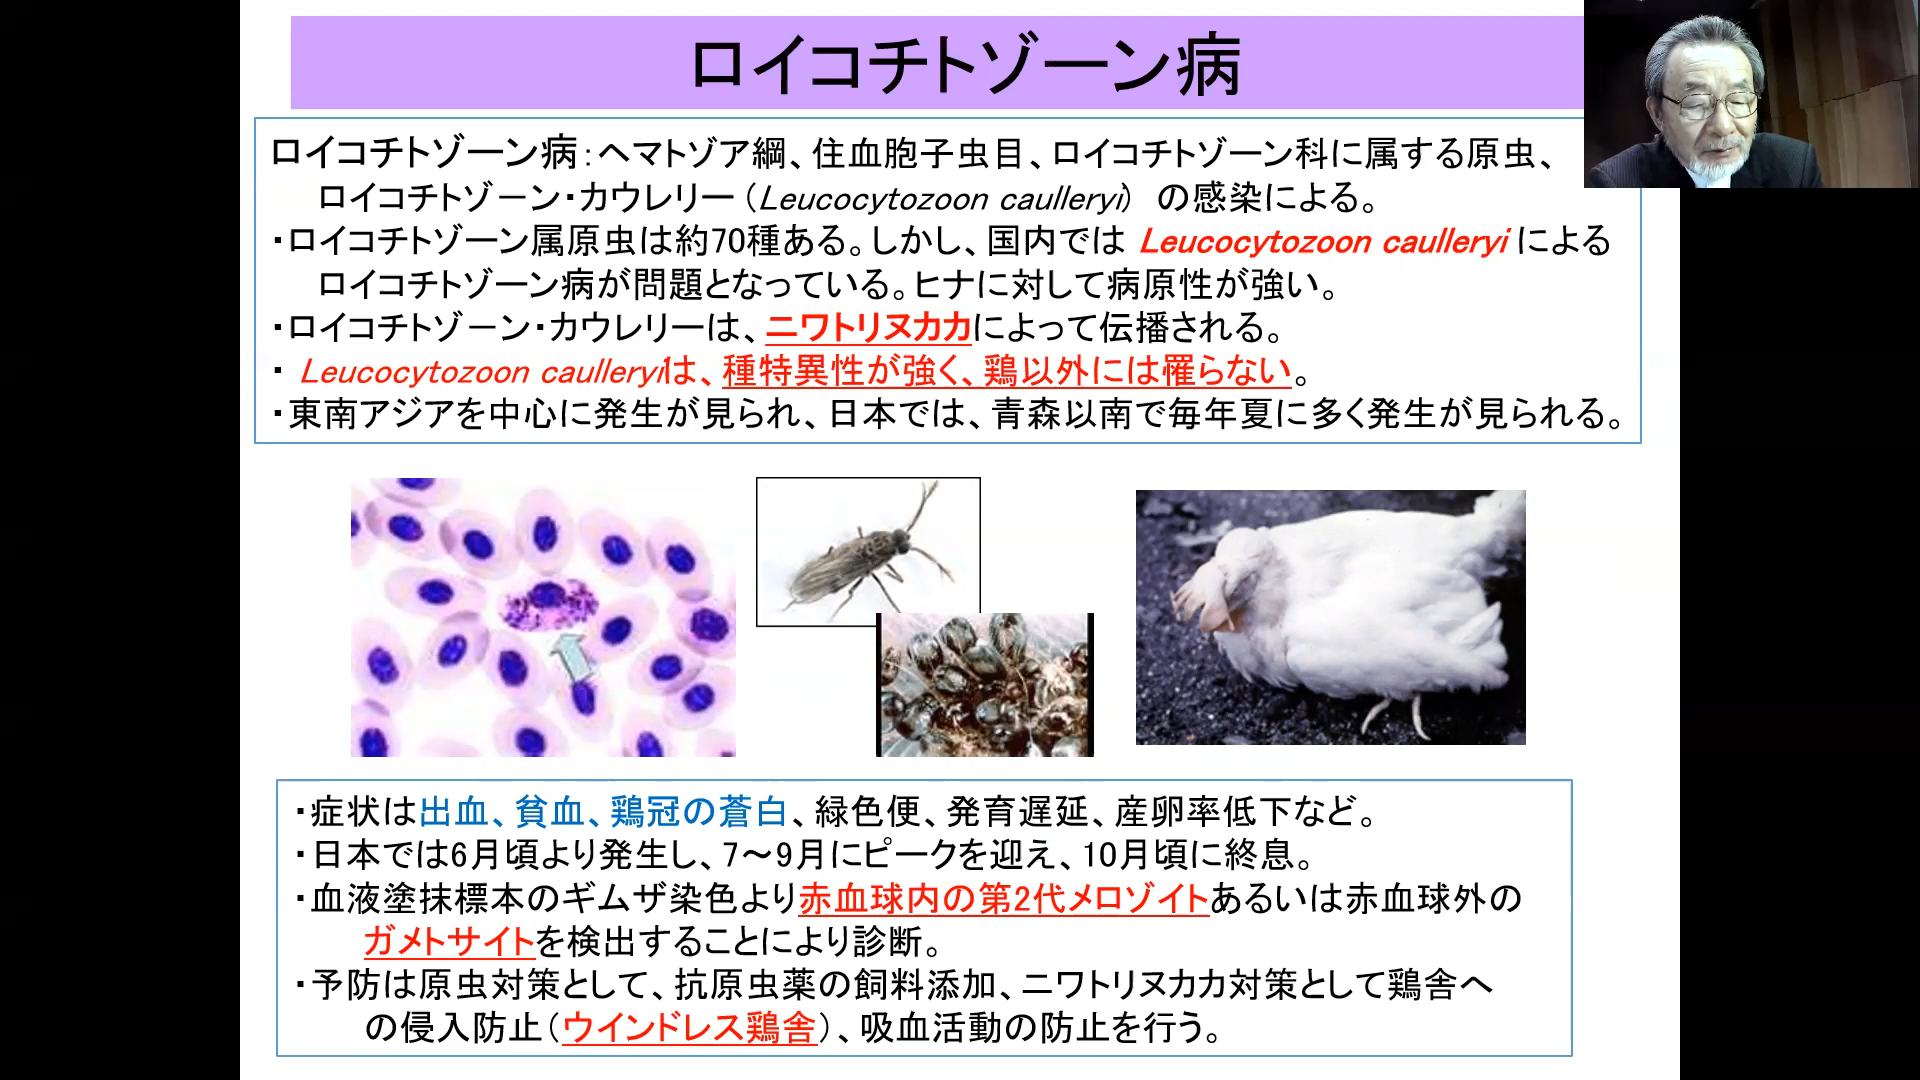 ロイコチトゾーン病
ロイコチトゾーン病：ヘマトゾア綱、住血胞子虫目、ロイコチトゾーン科に属する原虫、
ロイコチトゾーン・カウレリー（Leucocytozoon caulleryi） の感染による。
・ロイコチトゾーン属原虫は約70種ある。しかし、国内では Leucocytozoon caulleryi による
ロイコチトゾーン病が問題となっている。ヒナに対して病原性が強い。
・ロイコチトゾーン・カウレリーは、ニワトリヌカカによって伝播される。
・ Leucocytozoon caulleryiは、種特異性が強く、鶏以外には罹らない。
・東南アジアを中心に発生が見られ、日本では、青森以南で毎年夏に多く発生が見られる。
・症状は出血、貧血、鶏冠の蒼白、緑色便、発育遅延、産卵率低下など。
・日本では6月頃より発生し、7～9月にピークを迎え、10月頃に終息。
・血液塗抹標本のギムザ染色より赤血球内の第2代メロゾイトあるいは赤血球外の
ガメトサイトを検出することにより診断。
・予防は原虫対策として、抗原虫薬の飼料添加、ニワトリヌカカ対策として鶏舎へ
の侵入防止（ウインドレス鶏舎）、吸血活動の防止を行う。